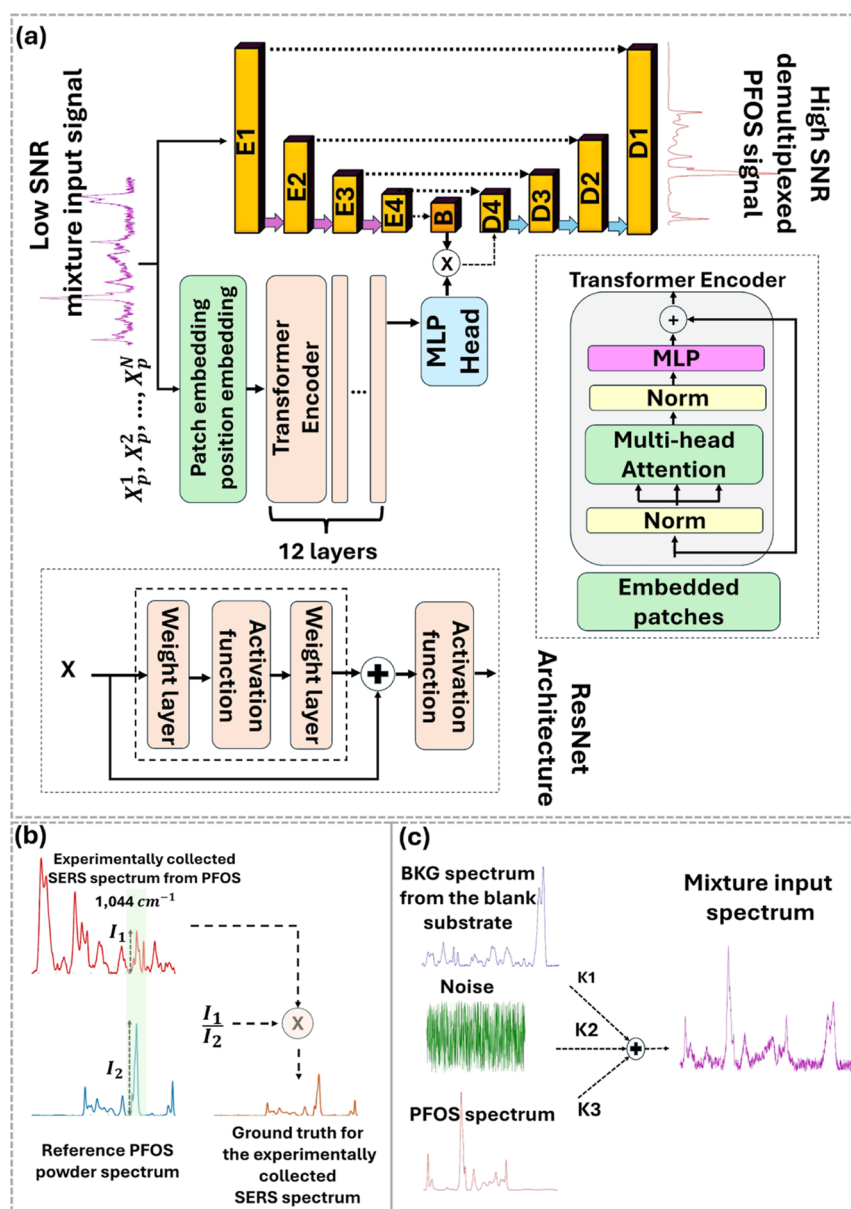 (a)
Low SNR
mixture input signal
E1
E2
E3
E4
B
D4
D3
D2
D1
High SNR
demultiplexed
PFOS signal
X
MLP
Head
X_p^1, X_p^2, ..., X_p^N
Patch embedding
position embedding
Transformer
Encoder
...
12 layers
Transformer Encoder
+
MLP
Norm
Multi-head
Attention
Norm
Embedded
patches
X
Weight layer
Activation
function
Weight layer
+
Activation
function
ResNet
Architecture
(b)
Experimentally collected
SERS spectrum from PFOS
1,044 cm⁻¹
I₁
I₂
I₁
I₂
X
Reference PFOS
powder spectrum
Ground truth for
the experimentally
collected
SERS spectrum
(c)
BKG spectrum
from the blank
substrate
Noise
PFOS spectrum
K1
K2
K3
+
Mixture input
spectrum